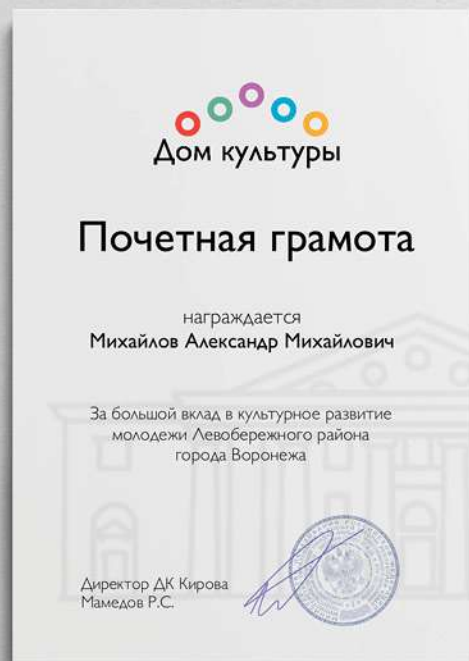 Дом культуры
Почетная грамота
награждается
Михайлов Александр Михайлович
За большой вклад в культурное развитие
молодежи Левобережного района
города Воронежа
Директор ДК Кирова
Мамедов Р.С.